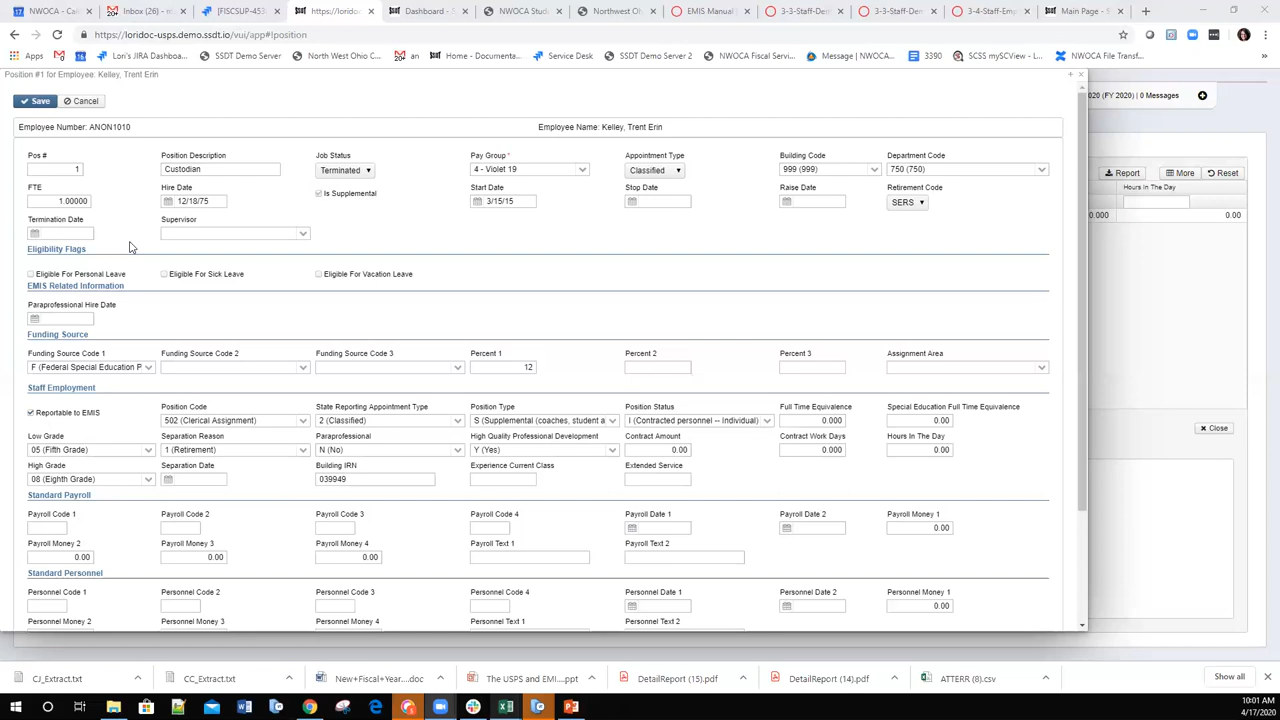 NWOCA - Cale
Inbox (26) - m
[FISCSUP-453
https://loridoc
Dashboard -
NWOCA Stud
Northwest Oh
EMIS Manual
3-3-Staff-Dem
3-3-Staff-Dem
3-4-Staff-Emp
Main Page - S
https://loridoc-usps.demo.ssdt.io/vui/app#!position
Apps
Lori's JIRA Dashboa...
SSDT Demo Server
North West Ohio C...
an
Home - Documenta...
Service Desk
SSDT Demo Server 2
NWOCA Fiscal Servi...
Message | NWOCA...
3390
SCSS mySCView - L...
NWOCA File Transf...
Position #1 for Employee: Kelley, Trent Erin
Save Cancel
020 (FY 2020) | 0 Messages
Employee Number: ANON1010 Employee Name: Kelley, Trent Erin
Pos # Position Description Job Status Pay Group * Appointment Type Building Code Department Code
1 Custodian Terminated 4 - Violet 19 Classified 999 (999) 750 (750)
Report More Reset
FTE Hire Date Is Supplemental Start Date Stop Date Raise Date Retirement Code
1.00000 12/18/75 3/15/15 SERS
Hours In The Day
0.000 0.00
Termination Date Supervisor
Eligibility Flags
Eligible For Personal Leave Eligible For Sick Leave Eligible For Vacation Leave
EMIS Related Information
Paraprofessional Hire Date
Funding Source
Funding Source Code 1 Funding Source Code 2 Funding Source Code 3 Percent 1 Percent 2 Percent 3 Assignment Area
F (Federal Special Education P 12
Staff Employment
Reportable to EMIS Position Code State Reporting Appointment Type Position Type Position Status Full Time Equivalence Special Education Full Time Equivalence
502 (Clerical Assignment) 2 (Classified) S (Supplemental (coaches, student a I (Contracted personnel -- Individual) 0.000 0.00
Close
Low Grade Separation Reason Paraprofessional High Quality Professional Development Contract Amount Contract Work Days Hours In The Day
05 (Fifth Grade) 1 (Retirement) N (No) Y (Yes) 0.00 0.000 0.00
High Grade Separation Date Building IRN Experience Current Class Extended Service
08 (Eighth Grade) 039949
Standard Payroll
Payroll Code 1 Payroll Code 2 Payroll Code 3 Payroll Code 4 Payroll Date 1 Payroll Date 2 Payroll Money 1
0.00
Payroll Money 2 Payroll Money 3 Payroll Money 4 Payroll Text 1 Payroll Text 2
0.00 0.00 0.00
Standard Personnel
Personnel Code 1 Personnel Code 2 Personnel Code 3 Personnel Code 4 Personnel Date 1 Personnel Date 2 Personnel Money 1
0.00
Personnel Money 2 Personnel Money 3 Personnel Money 4 Personnel Text 1 Personnel Text 2
CJ_Extract.txt
CC_Extract.txt
New+Fiscal+Year....doc
The USPS and EMI....ppt
DetailReport (15).pdf
DetailReport (14).pdf
ATTERR (8).csv
Show all
10:01 AM
4/17/2020